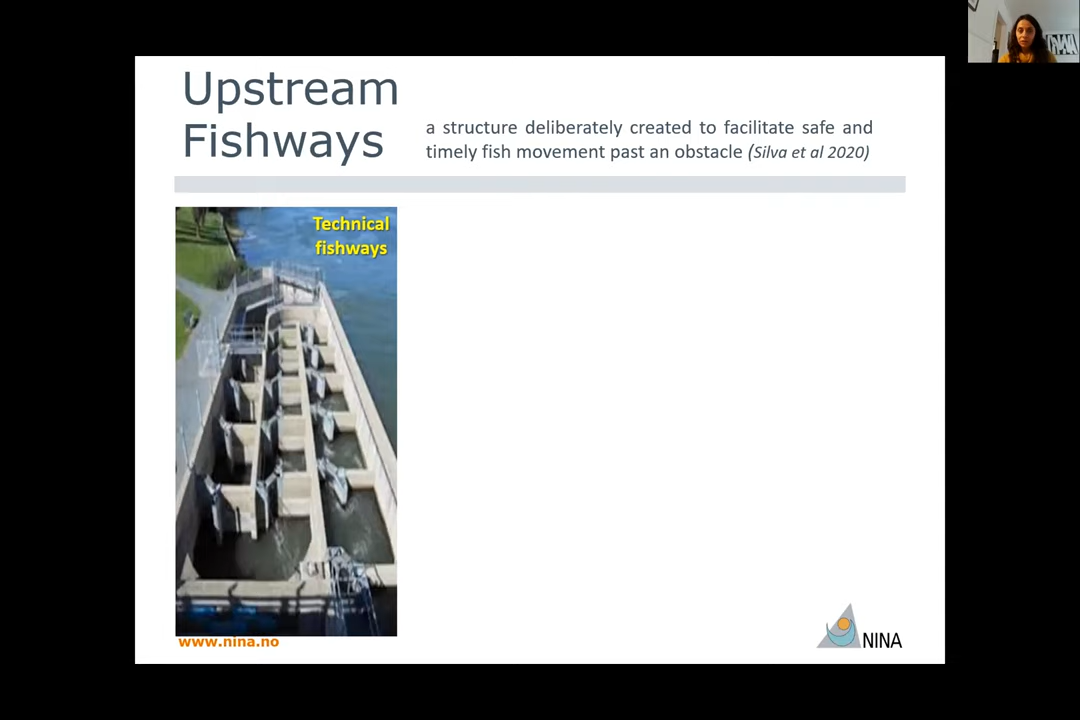 Upstream
Fishways
a structure deliberately created to facilitate safe and
timely fish movement past an obstacle (Silva et al 2020)
Technical
fishways
www.nina.no
NINA